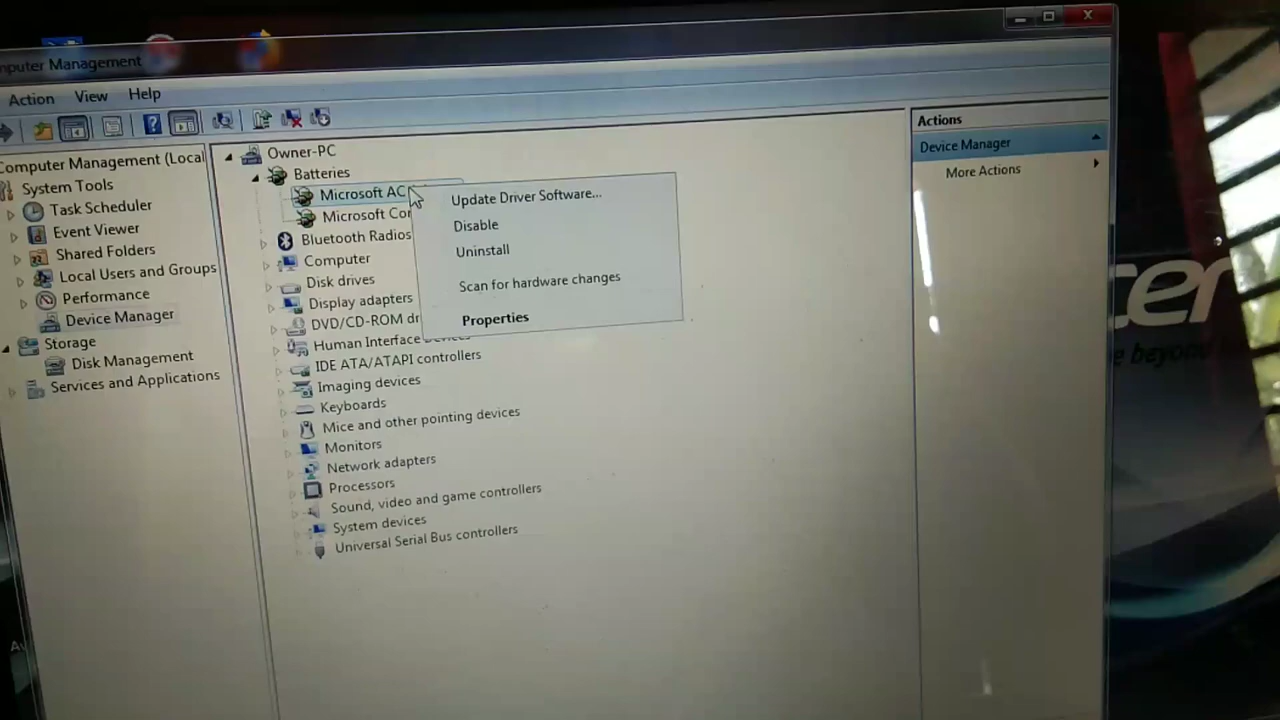 mputer Management
Action View Help
Computer Management (Local
System Tools
Task Scheduler
Event Viewer
Shared Folders
Local Users and Groups
Performance
Device Manager
Storage
Disk Management
Services and Applications
Owner-PC
Batteries
Microsoft AC
Microsoft Co
Bluetooth Radios
Computer
Disk drives
Display adapters
DVD/CD-ROM dr
Human Interface
IDE ATA/ATAPI controllers
Imaging devices
Keyboards
Mice and other pointing devices
Monitors
Network adapters
Processors
Sound, video and game controllers
System devices
Universal Serial Bus controllers
Update Driver Software...
Disable
Uninstall
Scan for hardware changes
Properties
Actions
Device Manager
More Actions
cer
e beyond